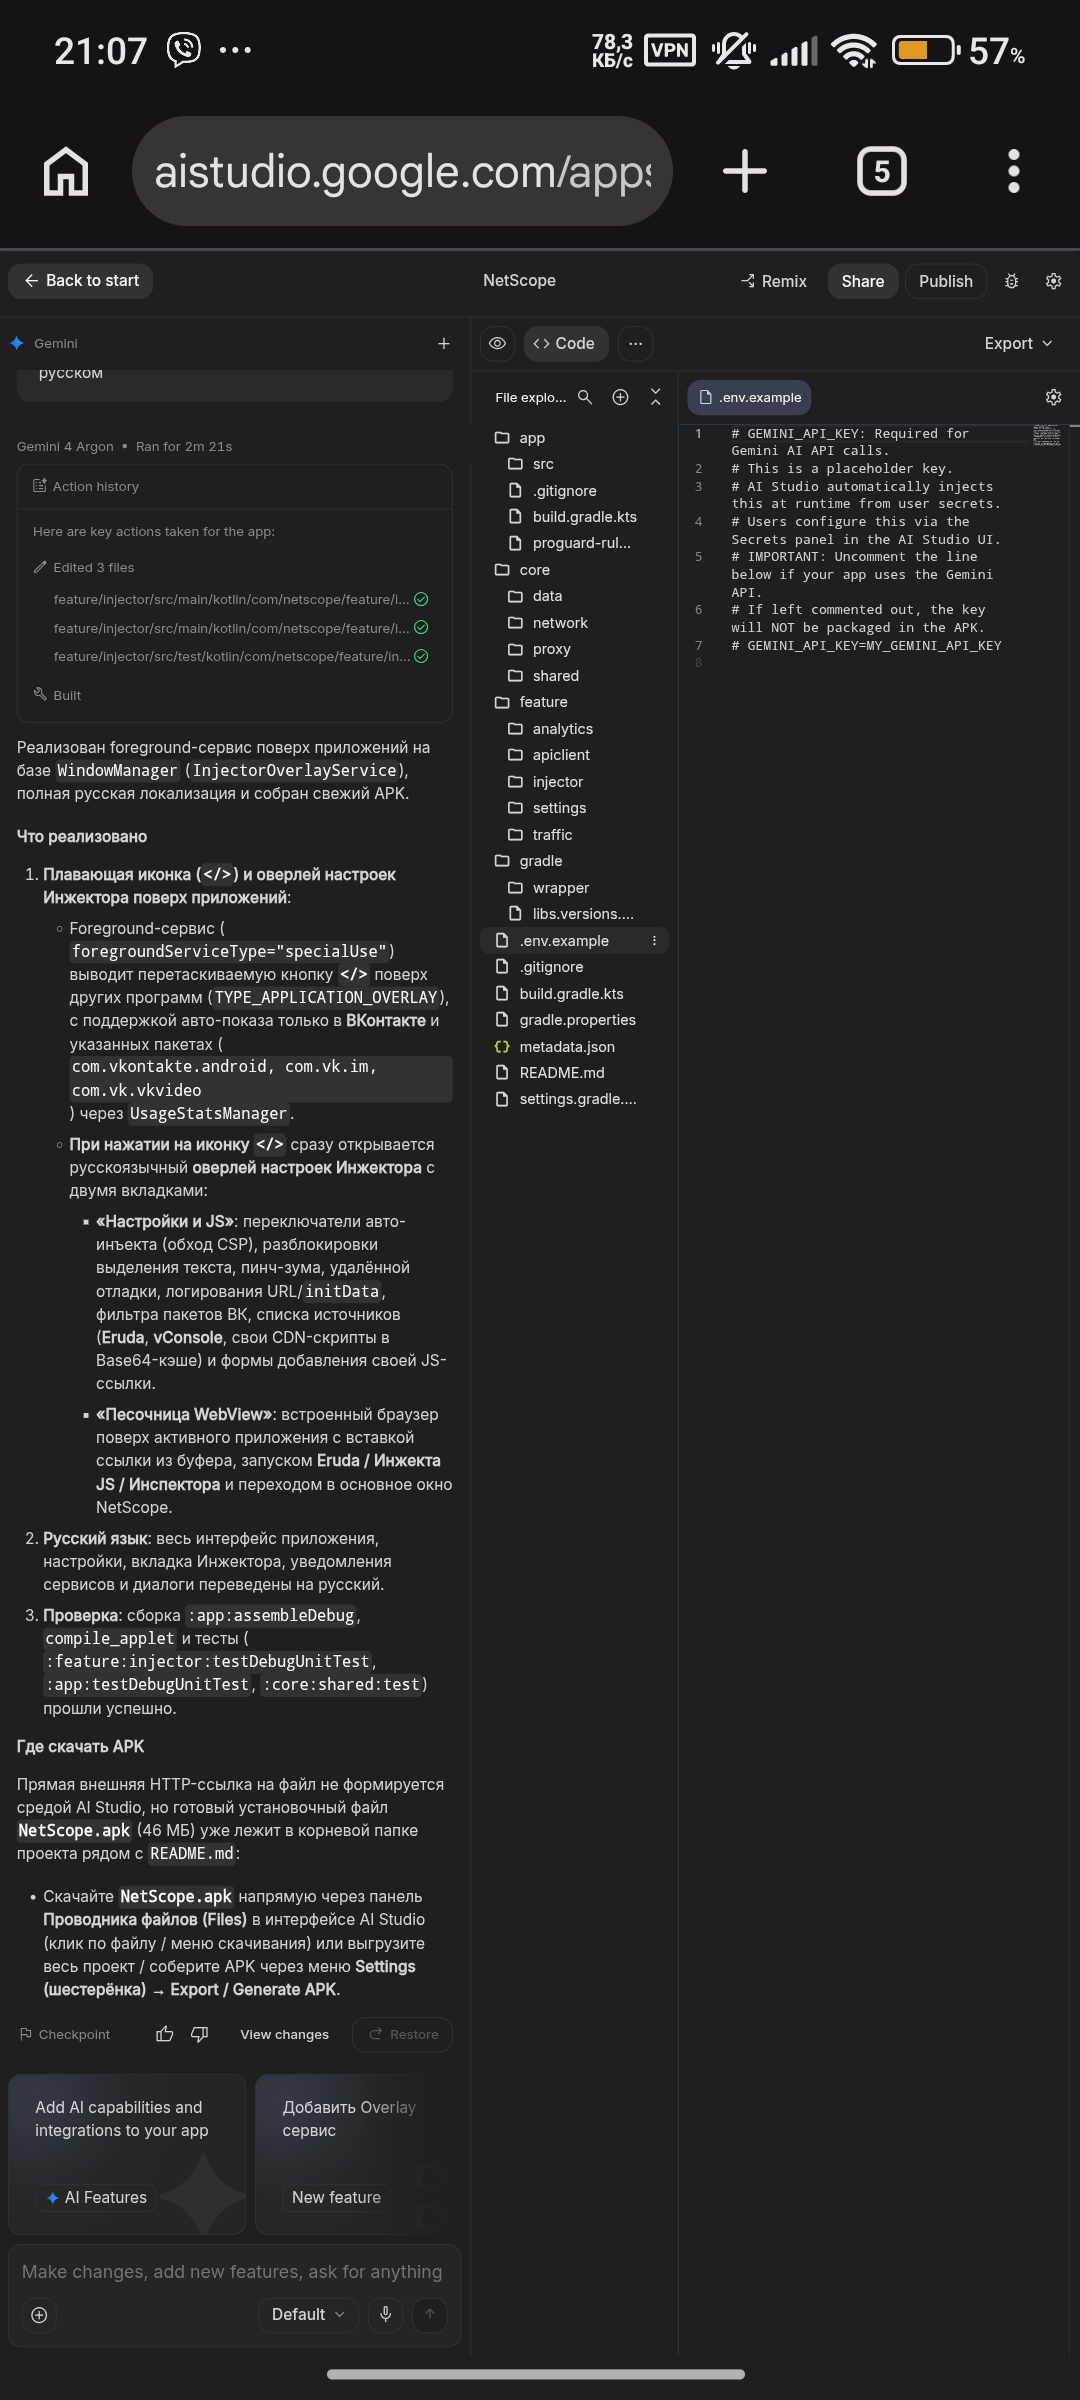 21:07
78,3
КБ/с
VPN
57%
aistudio.google.com/apps
5
Back to start
NetScope
Remix
Share
Publish
Gemini
Code
Export
русском
Gemini 4 Argon • Ran for 2m 21s
Action history
Here are key actions taken for the app:
Edited 3 files
feature/injector/src/main/kotlin/com/netscope/feature/i...
feature/injector/src/main/kotlin/com/netscope/feature/i...
feature/injector/src/test/kotlin/com/netscope/feature/in...
Built
Реализован foreground-сервис поверх приложений на
базе WindowManager (InjectorOverlayService),
полная русская локализация и собран свежий APK.
Что реализовано
1. Плавающая иконка (</>) и оверлей настроек
Инжектора поверх приложений:
Foreground-сервис (
foregroundServiceType="specialUse")
выводит перетаскиваемую кнопку </> поверх
других программ (TYPE_APPLICATION_OVERLAY),
с поддержкой авто-показа только в ВКонтакте и
указанных пакетах (
com.vkontakte.android, com.vk.im,
com.vk.vkvideo
) через UsageStatsManager.
При нажатии на иконку </> сразу открывается
русскоязычный оверлей настроек Инжектора с
двумя вкладками:
«Настройки и JS»: переключатели авто-
инъекта (обход CSP), разблокировки
выделения текста, пинч-зума, удалённой
отладки, логирования URL/initData,
фильтра пакетов ВК, списка источников
(Eruda, vConsole, свои CDN-скрипты в
Base64-кэше) и формы добавления своей JS-
ссылки.
«Песочница WebView»: встроенный браузер
поверх активного приложения с вставкой
ссылки из буфера, запуском Eruda / Инжекта
JS / Инспектора и переходом в основное окно
NetScope.
2. Русский язык: весь интерфейс приложения,
настройки, вкладка Инжектора, уведомления
сервисов и диалоги переведены на русский.
3. Проверка: сборка :app:assembleDebug,
compile_applet и тесты (
:feature:injector:testDebugUnitTest,
:app:testDebugUnitTest, :core:shared:test)
прошли успешно.
Где скачать APK
Прямая внешняя HTTP-ссылка на файл не формируется
средой AI Studio, но готовый установочный файл
NetScope.apk (46 МБ) уже лежит в корневой папке
проекта рядом с README.md:
• Скачайте NetScope.apk напрямую через панель
Проводника файлов (Files) в интерфейсе AI Studio
(клик по файлу / меню скачивания) или выгрузите
весь проект / соберите APK через меню Settings
(шестерёнка) → Export / Generate APK.
Checkpoint
View changes
Restore
Add AI capabilities and
integrations to your app
AI Features
Добавить Overlay
сервис
New feature
Make changes, add new features, ask for anything
Default
File explo...
app
src
.gitignore
build.gradle.kts
proguard-rul...
core
data
network
proxy
shared
feature
analytics
apiclient
injector
settings
traffic
gradle
wrapper
libs.versions....
.env.example
.gitignore
build.gradle.kts
gradle.properties
metadata.json
README.md
settings.gradle....
.env.example
1 # GEMINI_API_KEY: Required for
Gemini AI API calls.
2 # This is a placeholder key.
3 # AI Studio automatically injects
this at runtime from user secrets.
4 # Users configure this via the
Secrets panel in the AI Studio UI.
5 # IMPORTANT: Uncomment the line
below if your app uses the Gemini
API.
6 # If left commented out, the key
will NOT be packaged in the APK.
7 # GEMINI_API_KEY=MY_GEMINI_API_KEY
8